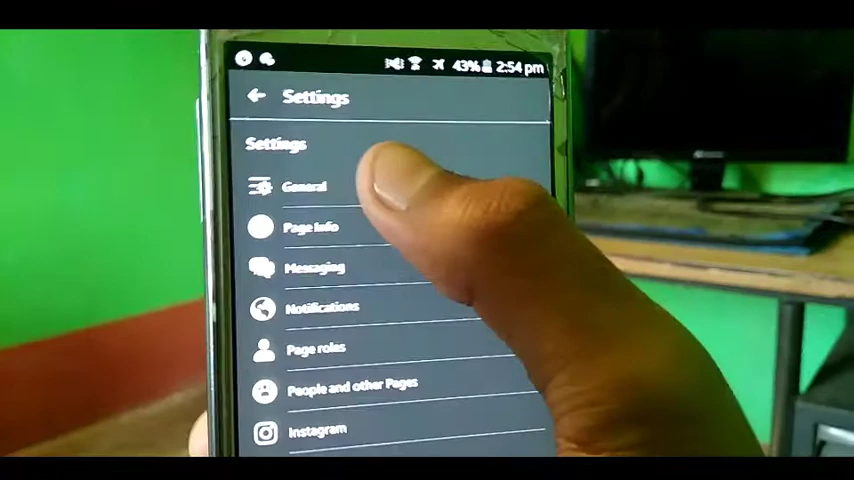 43% 2:54 pm
Settings
Settings
General
Page Info
Messaging
Notifications
Page roles
People and other Pages
Instagram